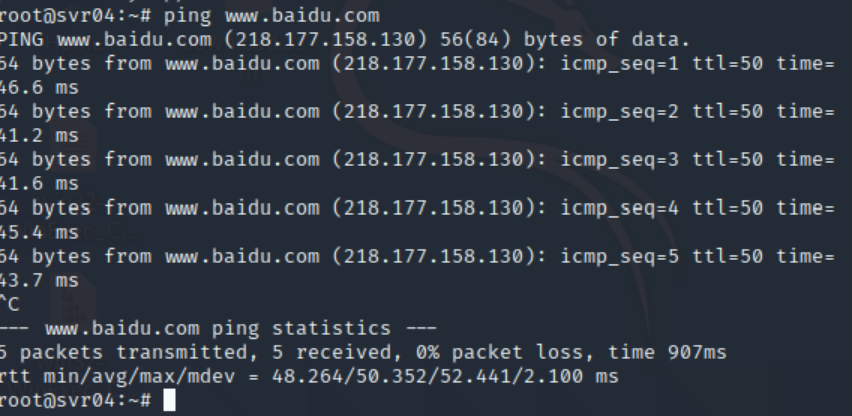 root@svr04:~# ping www.baidu.com
PING www.baidu.com (218.177.158.130) 56(84) bytes of data.
64 bytes from www.baidu.com (218.177.158.130): icmp_seq=1 ttl=50 time=
46.6 ms
64 bytes from www.baidu.com (218.177.158.130): icmp_seq=2 ttl=50 time=
41.2 ms
64 bytes from www.baidu.com (218.177.158.130): icmp_seq=3 ttl=50 time=
41.6 ms
64 bytes from www.baidu.com (218.177.158.130): icmp_seq=4 ttl=50 time=
45.4 ms
64 bytes from www.baidu.com (218.177.158.130): icmp_seq=5 ttl=50 time=
43.7 ms
^C
--- www.baidu.com ping statistics ---
5 packets transmitted, 5 received, 0% packet loss, time 907ms
rtt min/avg/max/mdev = 48.264/50.352/52.441/2.100 ms
root@svr04:~#